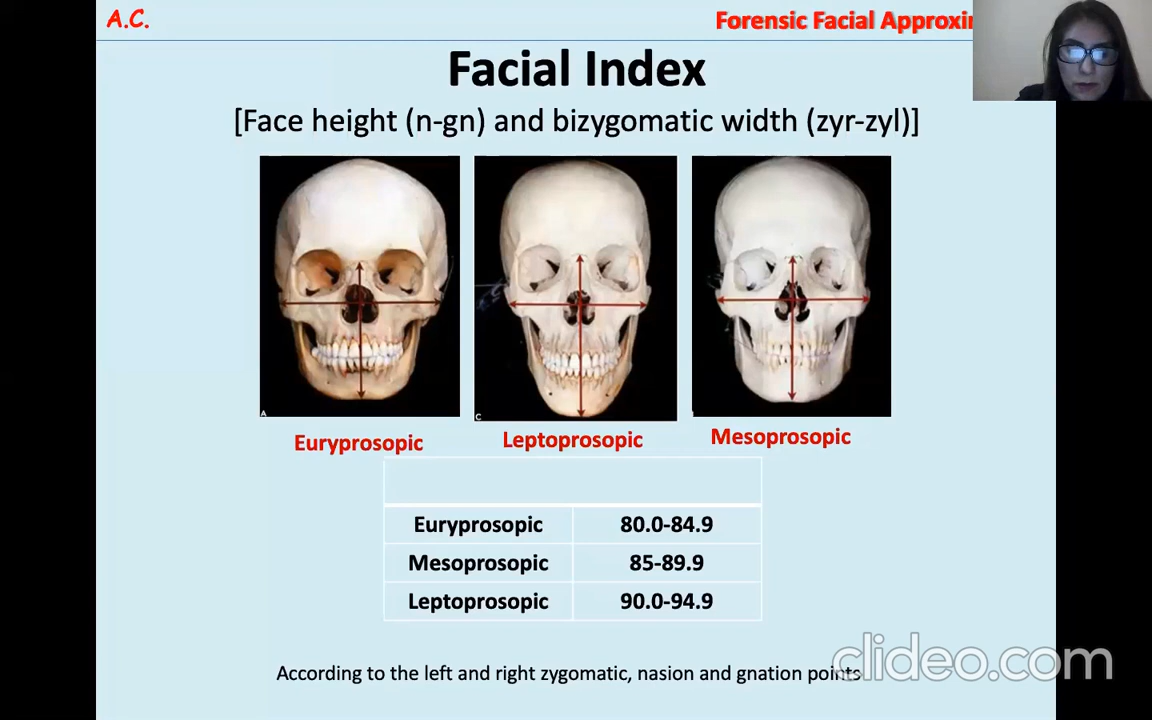 A.C.
Forensic Facial
Facial Index
[Face height (n-gn) and bizygomatic width (zyr-zyl)]
A
C
Euryprosopic
Leptoprosopic
Mesoprosopic
Euryprosopic 80.0-84.9
Mesoprosopic 85-89.9
Leptoprosopic 90.0-94.9
According to the left and right zygomatic, nasion and gnation points
clideo.com